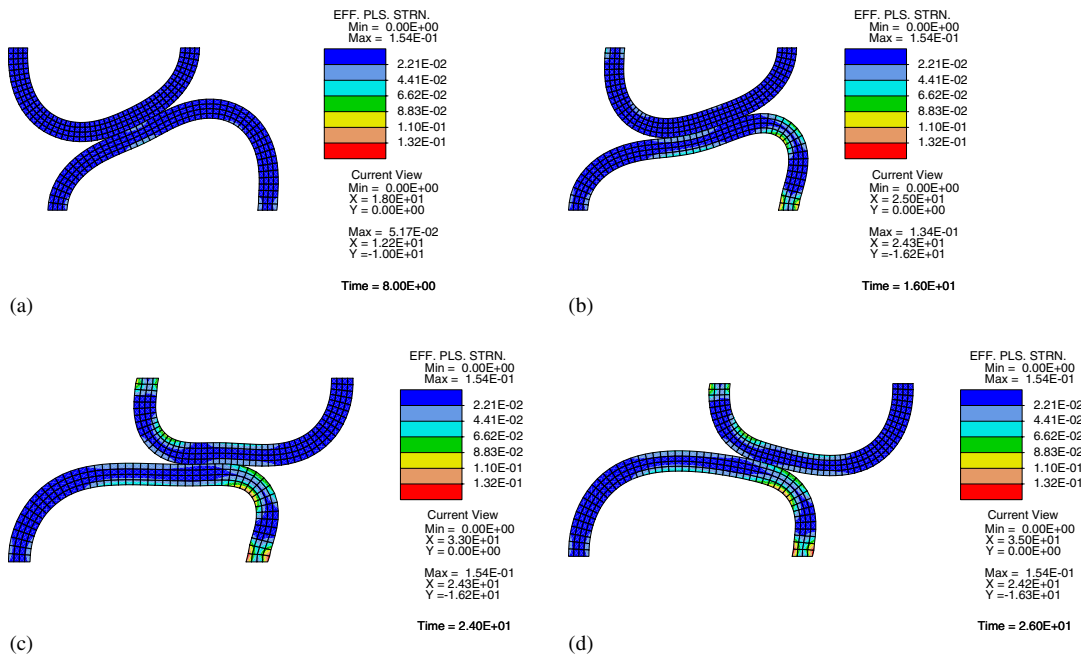 EFF. PLS. STRN.
Min = 0.00E+00
Max = 1.54E-01
2.21E-02
4.41E-02
6.62E-02
8.83E-02
1.10E-01
1.32E-01
Current View
Min = 0.00E+00
X = 1.80E+01
Y = 0.00E+00
Max = 5.17E-02
X = 1.22E+01
Y =-1.00E+01
Time = 8.00E+00
(a)
EFF. PLS. STRN.
Min = 0.00E+00
Max = 1.54E-01
2.21E-02
4.41E-02
6.62E-02
8.83E-02
1.10E-01
1.32E-01
Current View
Min = 0.00E+00
X = 2.50E+01
Y = 0.00E+00
Max = 1.34E-01
X = 2.43E+01
Y =-1.62E+01
Time = 1.60E+01
(b)
EFF. PLS. STRN.
Min = 0.00E+00
Max = 1.54E-01
2.21E-02
4.41E-02
6.62E-02
8.83E-02
1.10E-01
1.32E-01
Current View
Min = 0.00E+00
X = 3.30E+01
Y = 0.00E+00
Max = 1.54E-01
X = 2.43E+01
Y =-1.62E+01
Time = 2.40E+01
(c)
EFF. PLS. STRN.
Min = 0.00E+00
Max = 1.54E-01
2.21E-02
4.41E-02
6.62E-02
8.83E-02
1.10E-01
1.32E-01
Current View
Min = 0.00E+00
X = 3.50E+01
Y = 0.00E+00
Max = 1.54E-01
X = 2.42E+01
Y =-1.63E+01
Time = 2.60E+01
(d)